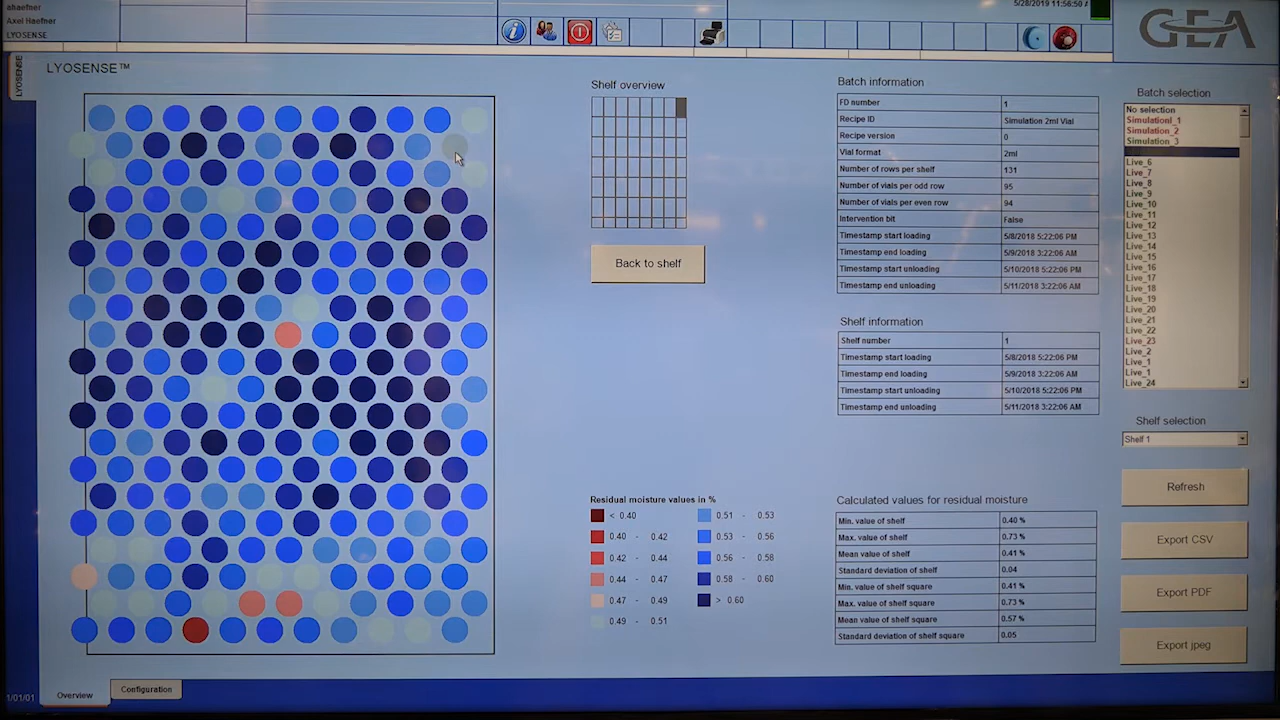 ahaefner
Axel Haefner
LYOSENSE
5/28/2019 11:56:50
GEA
LYOSENSE
LYOSENSE™
Shelf overview
Back to shelf
Residual moisture values in %
< 0.40
0.40 - 0.42
0.42 - 0.44
0.44 - 0.47
0.47 - 0.49
0.49 - 0.51
0.51 - 0.53
0.53 - 0.56
0.56 - 0.58
0.58 - 0.60
> 0.60
Batch information
FD number 1
Recipe ID Simulation 2ml Vial
Recipe version 0
Vial format 2ml
Number of rows per shelf 131
Number of vials per odd row 95
Number of vials per even row 94
Intervention bit False
Timestamp start loading 5/8/2018 5:22:06 PM
Timestamp end loading 5/9/2018 3:22:06 AM
Timestamp start unloading 5/10/2018 5:22:06 PM
Timestamp end unloading 5/11/2018 3:22:06 AM
Shelf information
Shelf number 1
Timestamp start loading 5/8/2018 5:22:06 PM
Timestamp end loading 5/9/2018 3:22:06 AM
Timestamp start unloading 5/10/2018 5:22:06 PM
Timestamp end unloading 5/11/2018 3:22:06 AM
Calculated values for residual moisture
Min. value of shelf 0.40 %
Max. value of shelf 0.73 %
Mean value of shelf 0.41 %
Standard deviation of shelf 0.04
Min. value of shelf square 0.41 %
Max. value of shelf square 0.73 %
Mean value of shelf square 0.57 %
Standard deviation of shelf square 0.05
Batch selection
No selection
Simulationl_1
Simulation_2
Simulation_3
Live_6
Live_7
Live_8
Live_9
Live_10
Live_11
Live_12
Live_13
Live_14
Live_15
Live_16
Live_17
Live_18
Live_19
Live_20
Live_21
Live_22
Live_23
Live_2
Live_1
Live_1
Live_24
Shelf selection
Shelf 1
Refresh
Export CSV
Export PDF
Export jpeg
1/01/01
Overview
Configuration